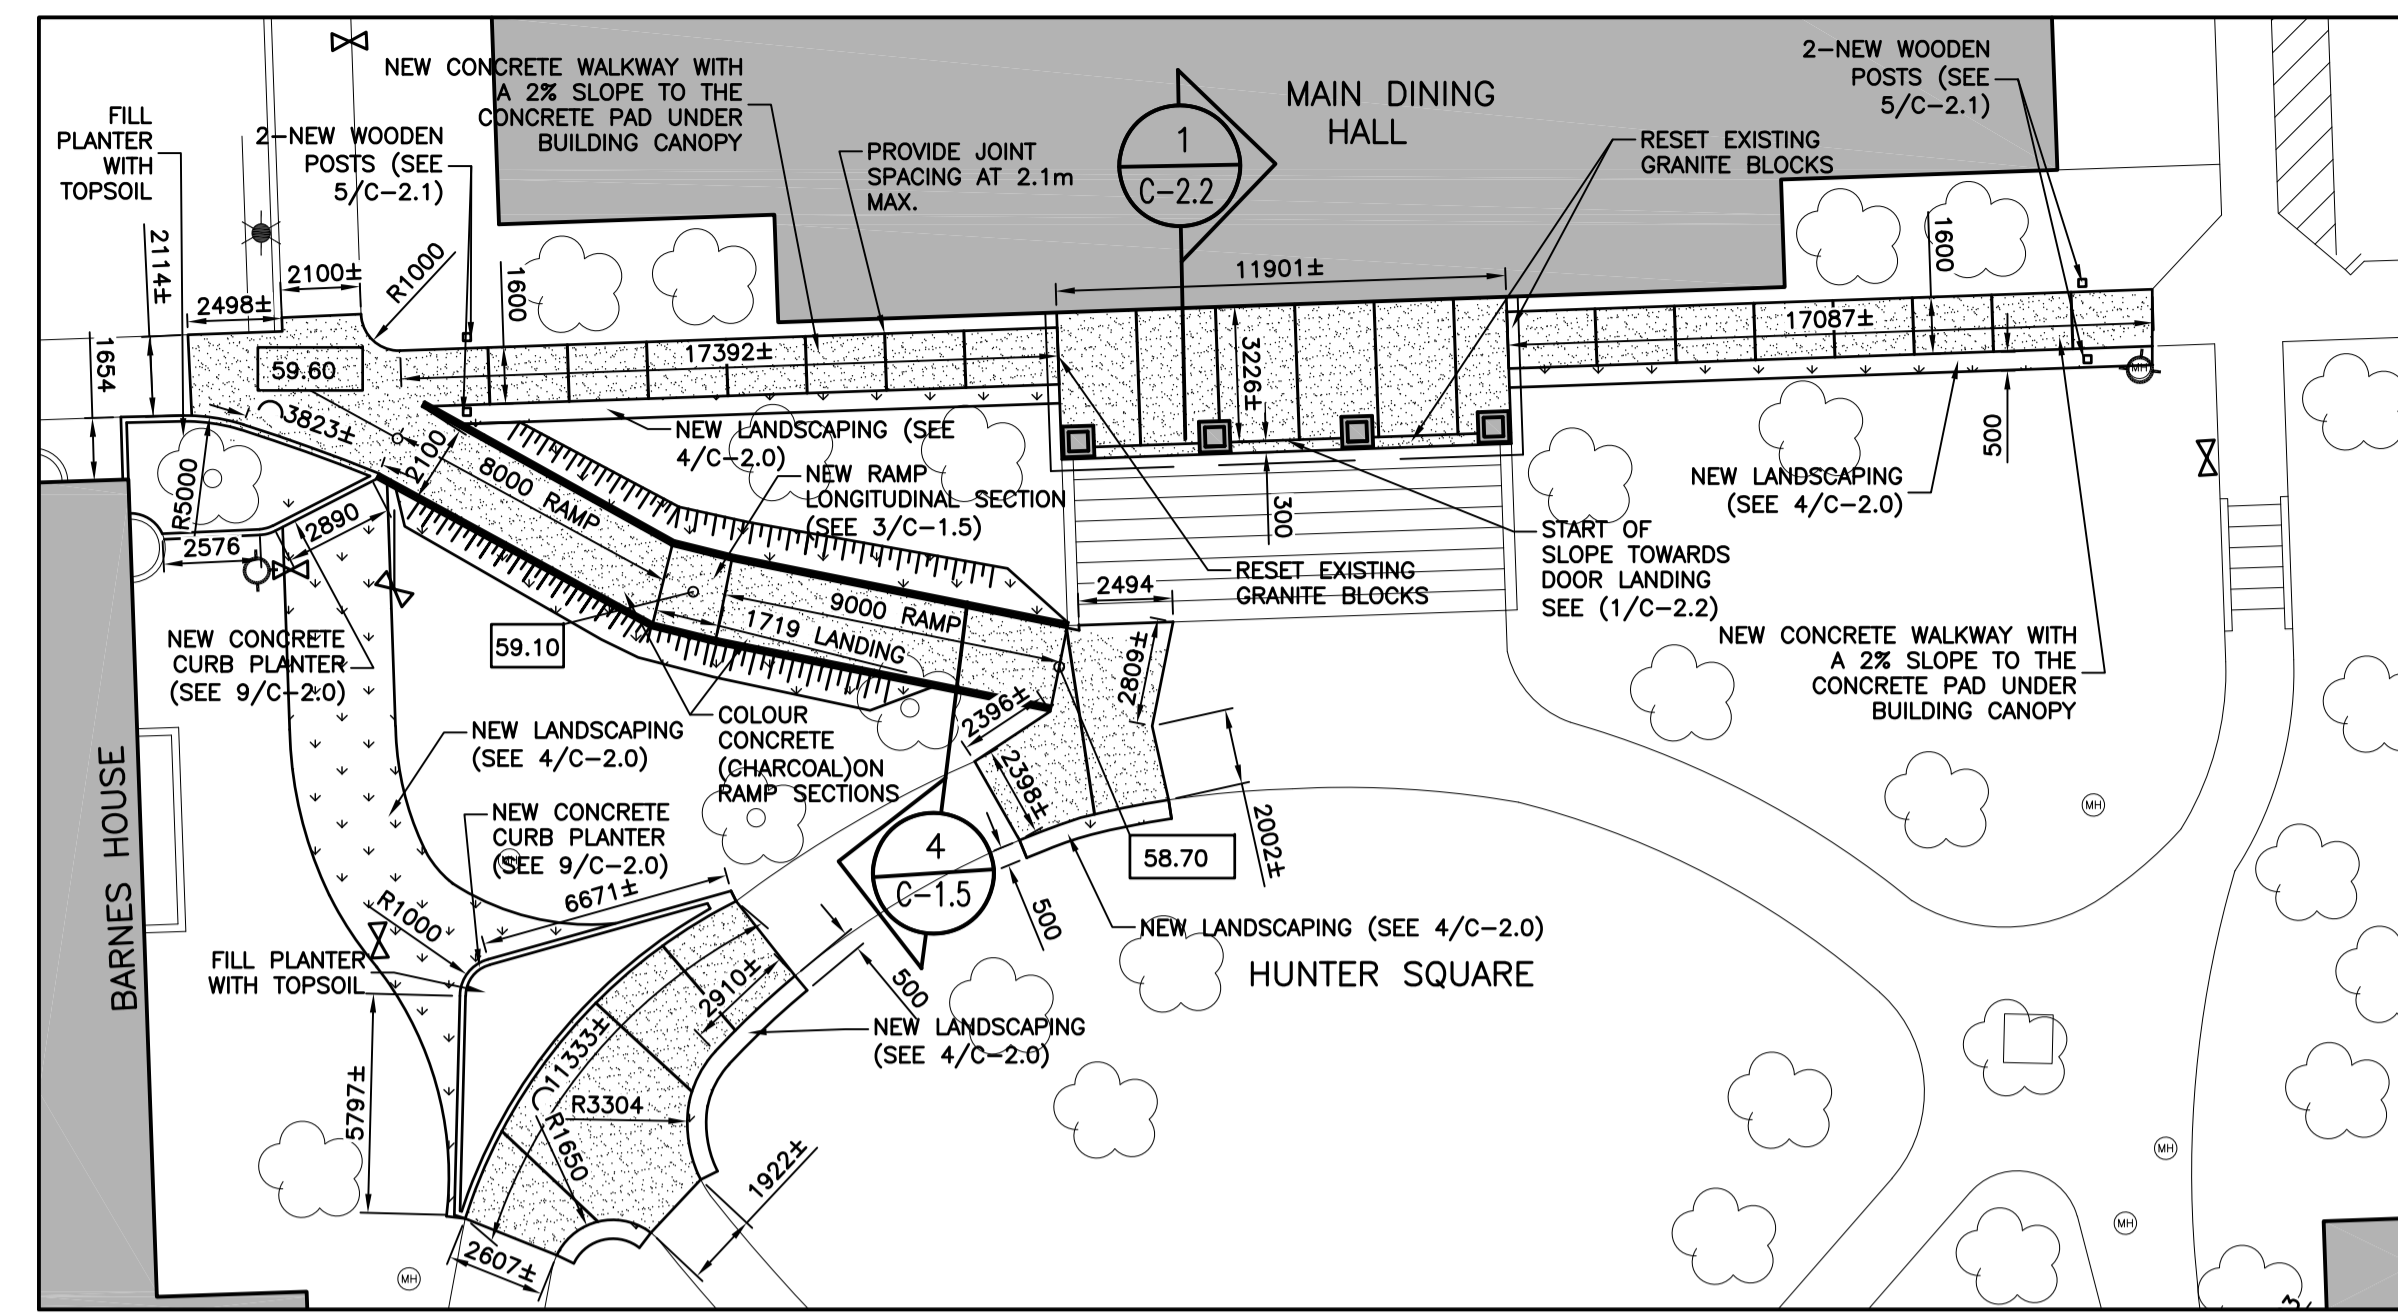 NEW CONCRETE WALKWAY WITH
A 2% SLOPE TO THE
CONCRETE PAD UNDER
BUILDING CANOPY
FILL
PLANTER
WITH
TOPSOIL
2-NEW WOODEN
POSTS (SEE
5/C-2.1)
PROVIDE JOINT
SPACING AT 2.1m
MAX.
1
C-2.2
MAIN DINING
HALL
RESET EXISTING
GRANITE BLOCKS
2-NEW WOODEN
POSTS (SEE
5/C-2.1)
2114±
2498±
2100±
R1000
1600
11901±
1600
1654
59.60
17392±
3226±
17087±
MH
3823±
2100
8000 RAMP
R5000
2890
2576
NEW LANDSCAPING (SEE
4/C-2.0)
NEW RAMP
LONGITUDINAL SECTION
(SEE 3/C-1.5)
300
500
NEW LANDSCAPING
(SEE 4/C-2.0)
START OF
SLOPE TOWARDS
DOOR LANDING
SEE (1/C-2.2)
RESET EXISTING
GRANITE BLOCKS
2494
9000 RAMP
1719 LANDING
59.10
2809±
NEW CONCRETE
CURB PLANTER
(SEE 9/C-2.0)
NEW CONCRETE WALKWAY WITH
A 2% SLOPE TO THE
CONCRETE PAD UNDER
BUILDING CANOPY
NEW LANDSCAPING
(SEE 4/C-2.0)
COLOUR
CONCRETE
(CHARCOAL)ON
RAMP SECTIONS
2396±
2398±
2002±
58.70
BARNES HOUSE
NEW CONCRETE
CURB PLANTER
(SEE 9/C-2.0)
MH
6671±
4
C-1.5
500
MH
NEW LANDSCAPING (SEE 4/C-2.0)
HUNTER SQUARE
R1000
FILL PLANTER
WITH TOPSOIL
2910±
500
NEW LANDSCAPING
(SEE 4/C-2.0)
11333±
5797±
R3304
R1650
1922±
2607±
MH
MH
MH